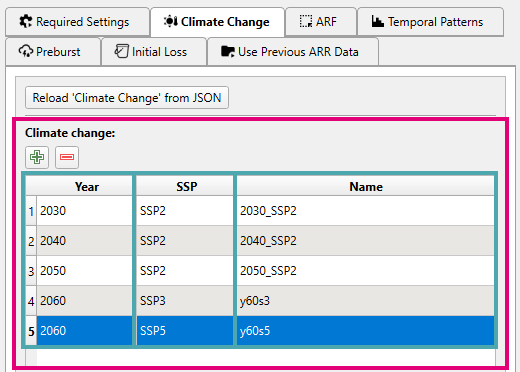 Required Settings Climate Change ARF Temporal Patterns
Preburst Initial Loss Use Previous ARR Data
Reload 'Climate Change' from JSON
Climate change:
Year SSP Name
1 2030 SSP2 2030_SSP2
2 2040 SSP2 2040_SSP2
3 2050 SSP2 2050_SSP2
4 2060 SSP3 y60s3
5 2060 SSP5 y60s5